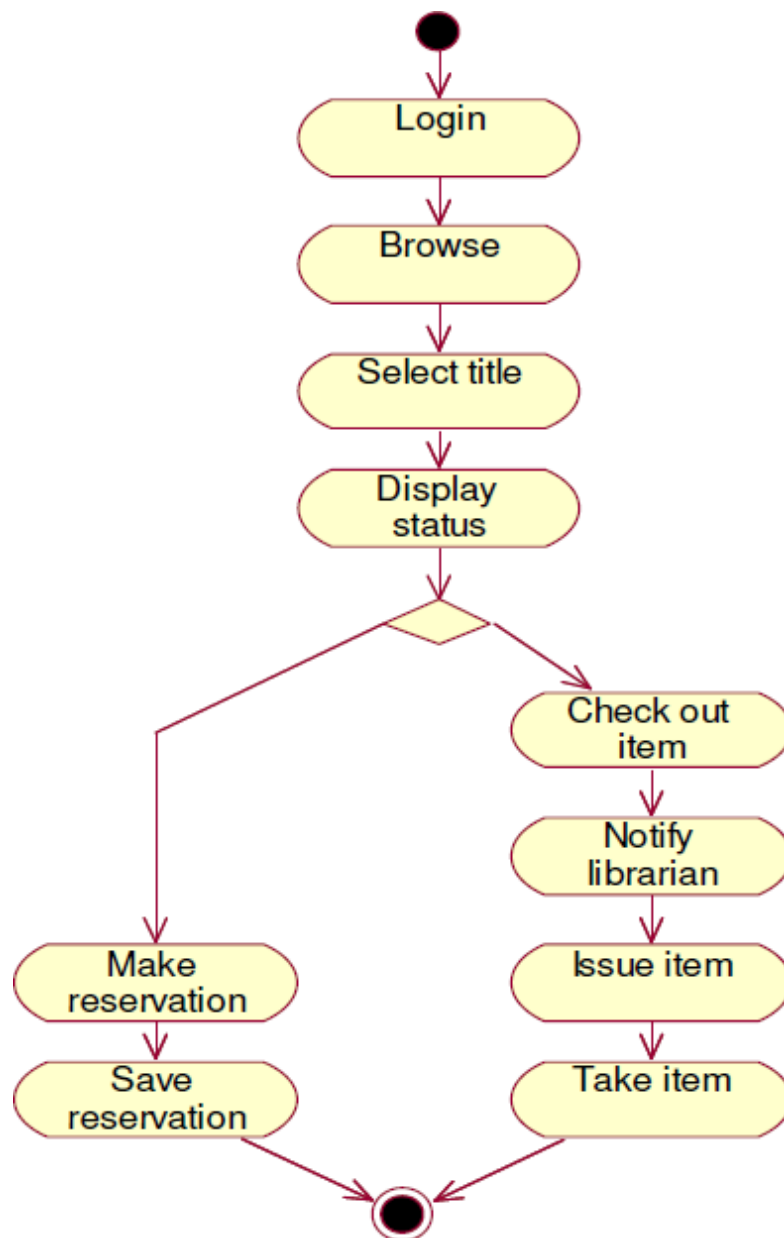 Login
Browse
Select title
Display
status
Check out
item
Notify
librarian
Make
reservation
Issue item
Save
reservation
Take item